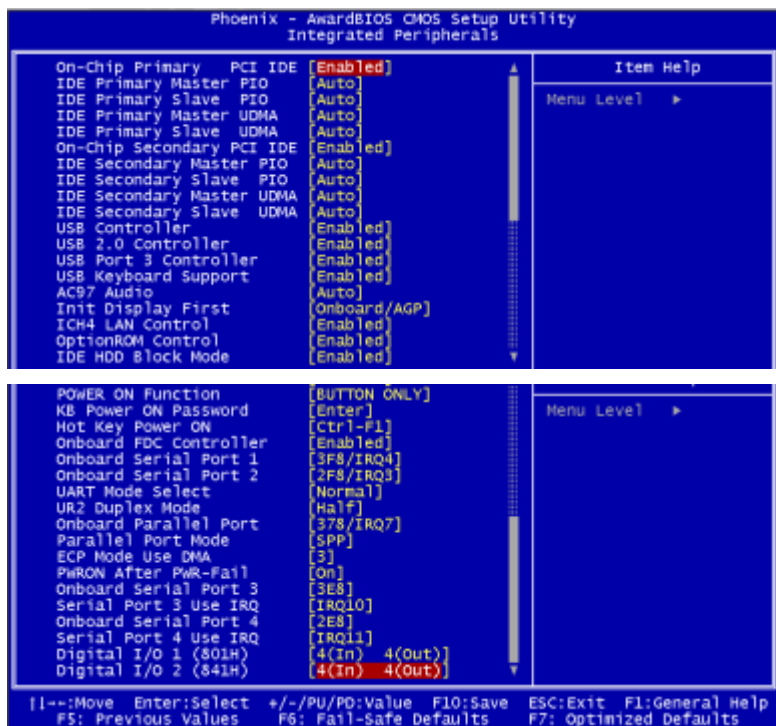 Phoenix - AwardBIOS CMOS Setup Utility
Integrated Peripherals
On-Chip Primary PCI IDE [Enabled]
IDE Primary Master PIO [Auto]
IDE Primary Slave PIO [Auto]
IDE Primary Master UDMA [Auto]
IDE Primary Slave UDMA [Auto]
On-Chip Secondary PCI IDE [Enabled]
IDE Secondary Master PIO [Auto]
IDE Secondary Slave PIO [Auto]
IDE Secondary Master UDMA [Auto]
IDE Secondary Slave UDMA [Auto]
USB Controller [Enabled]
USB 2.0 Controller [Enabled]
USB Port 3 Controller [Enabled]
USB Keyboard Support [Enabled]
AC97 Audio [Auto]
Init Display First [Onboard/AGP]
ICH4 LAN Control [Enabled]
OptionROM Control [Enabled]
IDE HDD Block Mode [Enabled]
Item Help
Menu Level ►
POWER ON Function [BUTTON ONLY]
KB Power ON Password [Enter]
Hot Key Power ON [Ctrl-F1]
Onboard FDC Controller [Enabled]
Onboard Serial Port 1 [3F8/IRQ4]
Onboard Serial Port 2 [2F8/IRQ3]
UART Mode Select [Normal]
UR2 Duplex Mode [Half]
Onboard Parallel Port [378/IRQ7]
Parallel Port Mode [SPP]
ECP Mode Use DMA [3]
PWRON After PWR-Fail [On]
Onboard Serial Port 3 [3E8]
Serial Port 3 Use IRQ [IRQ10]
Onboard Serial Port 4 [2E8]
Serial Port 4 Use IRQ [IRQ11]
Digital I/O 1 (801H) [4(In) 4(Out)]
Digital I/O 2 (841H) [4(In) 4(Out)]
Menu Level ►
↑↓→←:Move Enter:Select +/-/PU/PD:Value F10:Save ESC:Exit F1:General Help
F5: Previous Values F6: Fail-Safe Defaults F7: Optimized Defaults